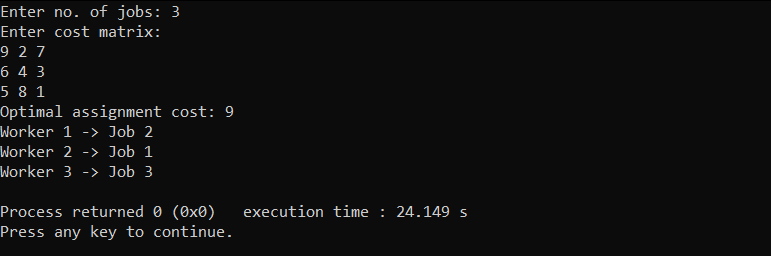 Enter no. of jobs: 3
Enter cost matrix:
9 2 7
6 4 3
5 8 1
Optimal assignment cost: 9
Worker 1 -> Job 2
Worker 2 -> Job 1
Worker 3 -> Job 3
Process returned 0 (0x0)   execution time : 24.149 s
Press any key to continue.